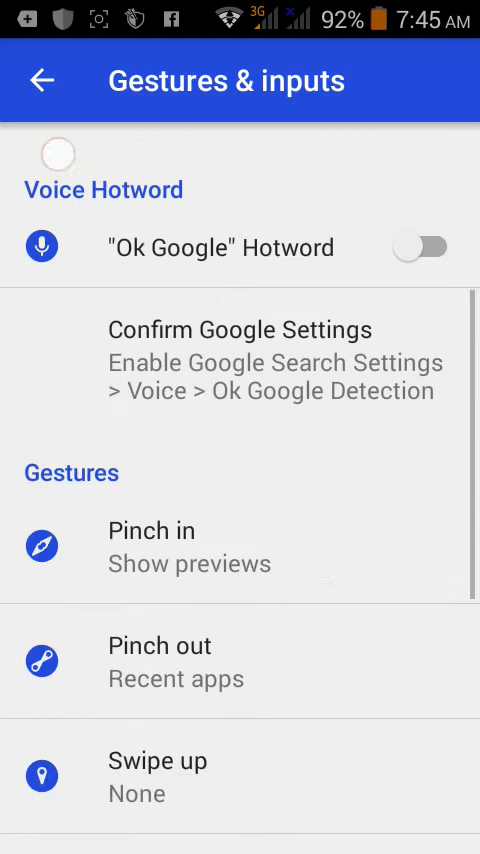 3G
92%
7:45 AM
Gestures & inputs
Voice Hotword
"Ok Google" Hotword
Confirm Google Settings
Enable Google Search Settings
> Voice > Ok Google Detection
Gestures
Pinch in
Show previews
Pinch out
Recent apps
Swipe up
None